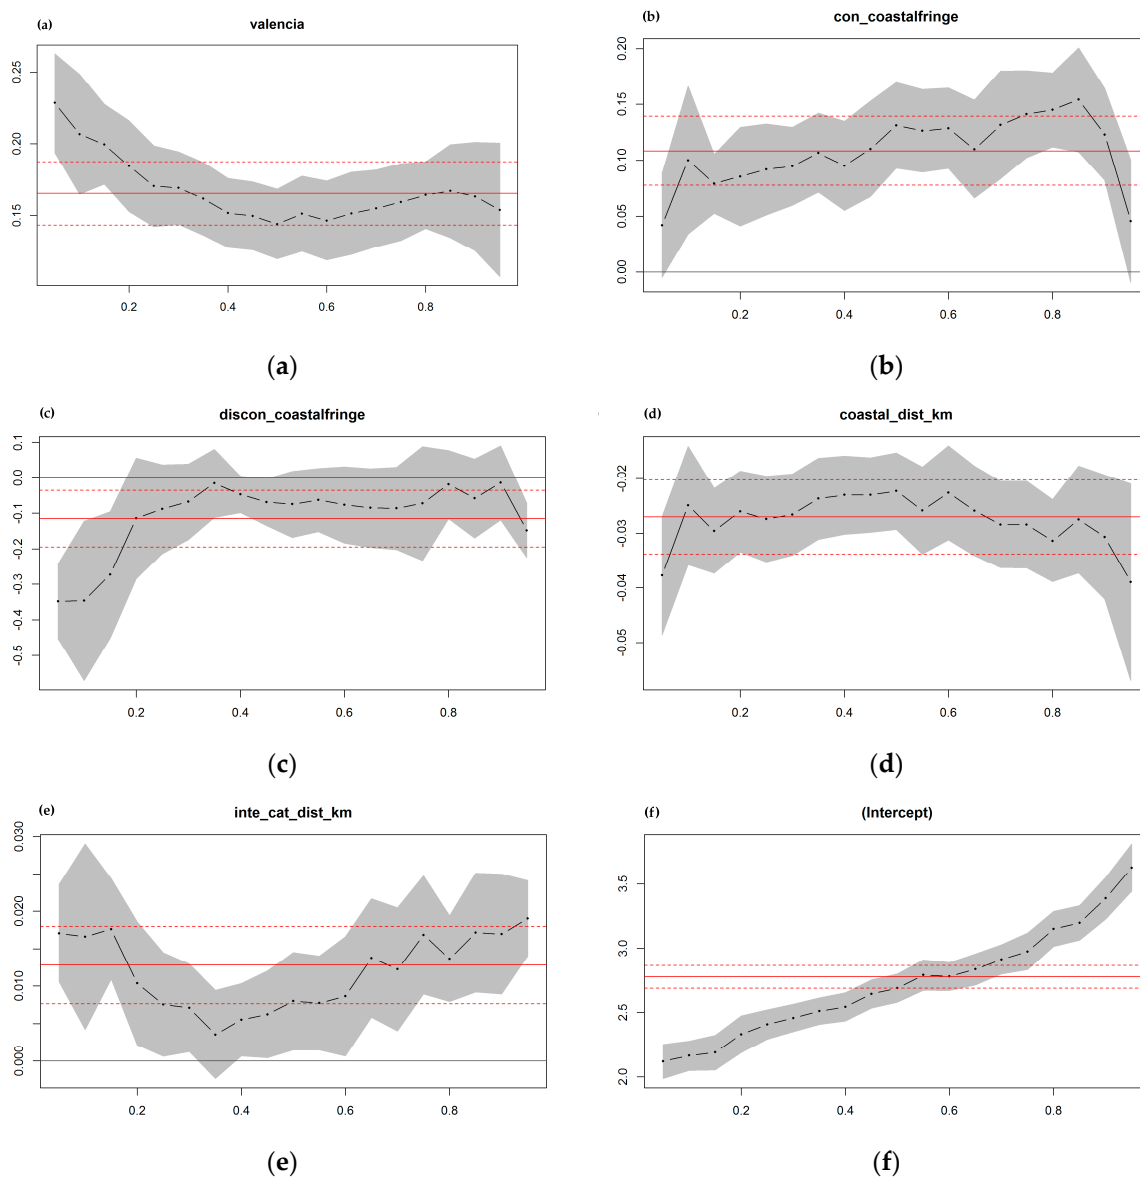 (a) valencia
0.25
0.20
0.15
0.2 0.4 0.6 0.8
(a)
(b) con_coastalfringe
0.20
0.15
0.10
0.05
0.00
0.2 0.4 0.6 0.8
(b)
(c) discon_coastalfringe
0.1
0.0
-0.1
-0.2
-0.3
-0.4
-0.5
0.2 0.4 0.6 0.8
(c)
(d) coastal_dist_km
-0.02
-0.03
-0.04
-0.05
0.2 0.4 0.6 0.8
(d)
(e) inte_cat_dist_km
0.030
0.020
0.010
0.000
0.2 0.4 0.6 0.8
(e)
(f) (Intercept)
3.5
3.0
2.5
2.0
0.2 0.4 0.6 0.8
(f)